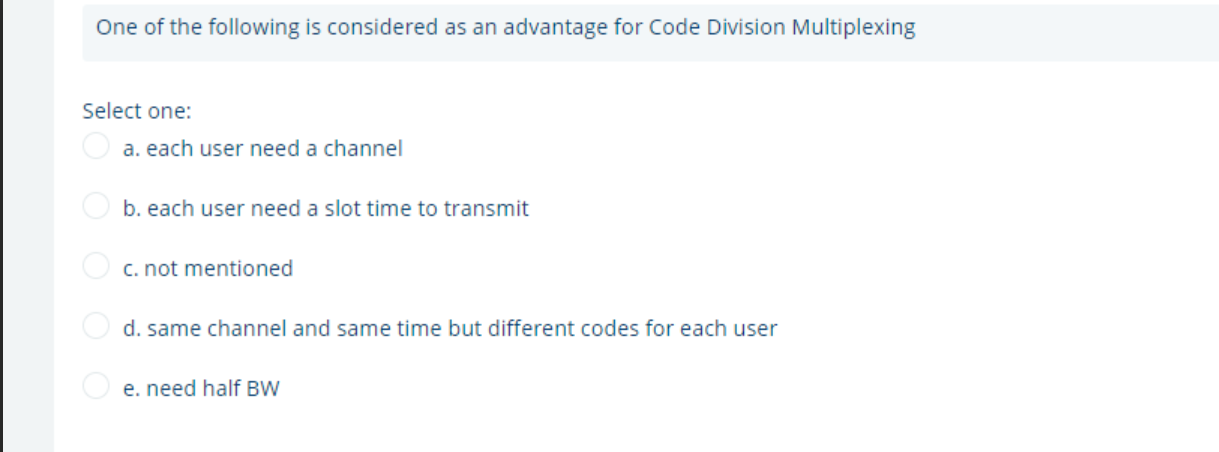 One of the following is considered as an advantage for Code Division Multiplexing
Select one:
a. each user need a channel
b. each user need a slot time to transmit
c. not mentioned
d. same channel and same time but different codes for each user
e. need half BW